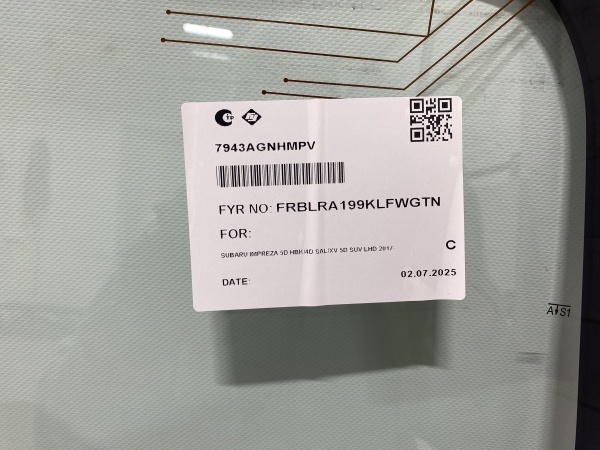 7943AGNHMPV
FYR NO: FRBLRA199KLFWGTN
FOR:
SUBARU IMPREZA 5D HBK/4D SAL/XV 5D SUV LHD 2017-
C
DATE: 02.07.2025
AS1